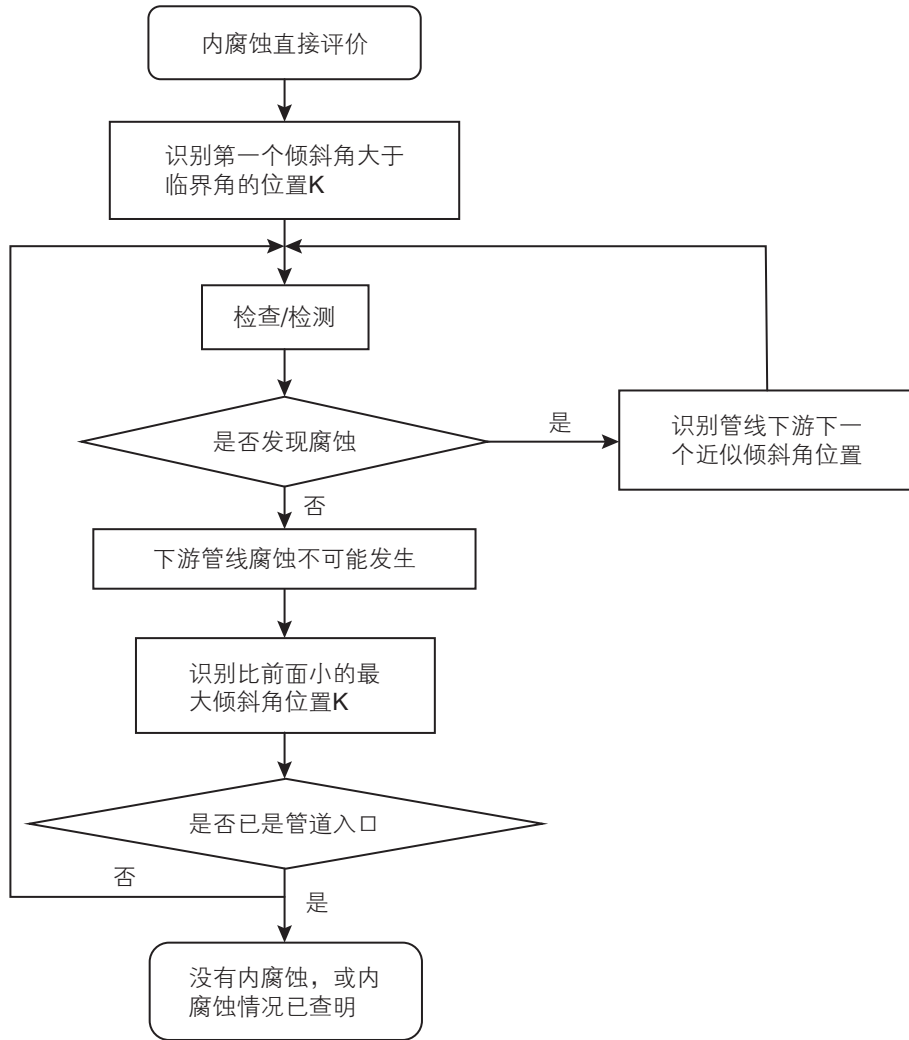 内腐蚀直接评价
识别第一个倾斜角大于
临界角的位置K
检查/检测
是否发现腐蚀
是
识别管线下游下一
个近似倾斜角位置
否
下游管线腐蚀不可能发生
识别比前面小的最
大倾斜角位置K
是否已是管道入口
否
是
没有内腐蚀，或内
腐蚀情况已查明